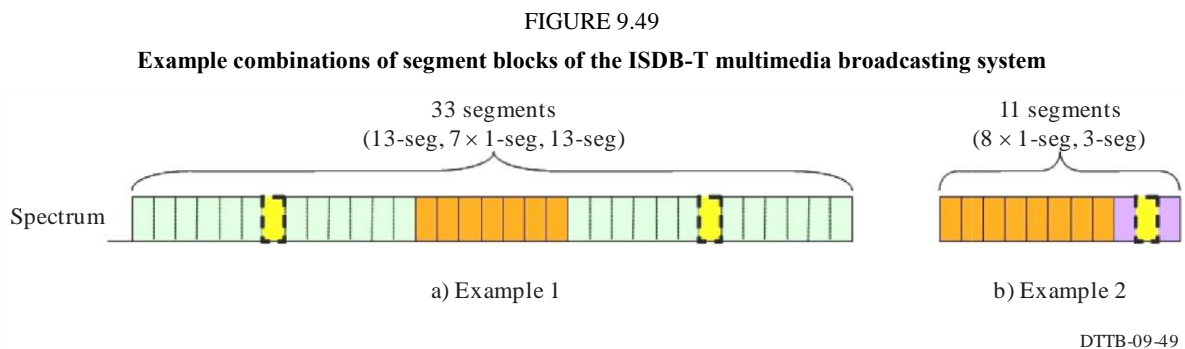 FIGURE 9.49
Example combinations of segment blocks of the ISDB-T multimedia broadcasting system
33 segments
(13-seg, 7 × 1-seg, 13-seg)
11 segments
(8 × 1-seg, 3-seg)
Spectrum
a) Example 1
b) Example 2
DTTB-09-49